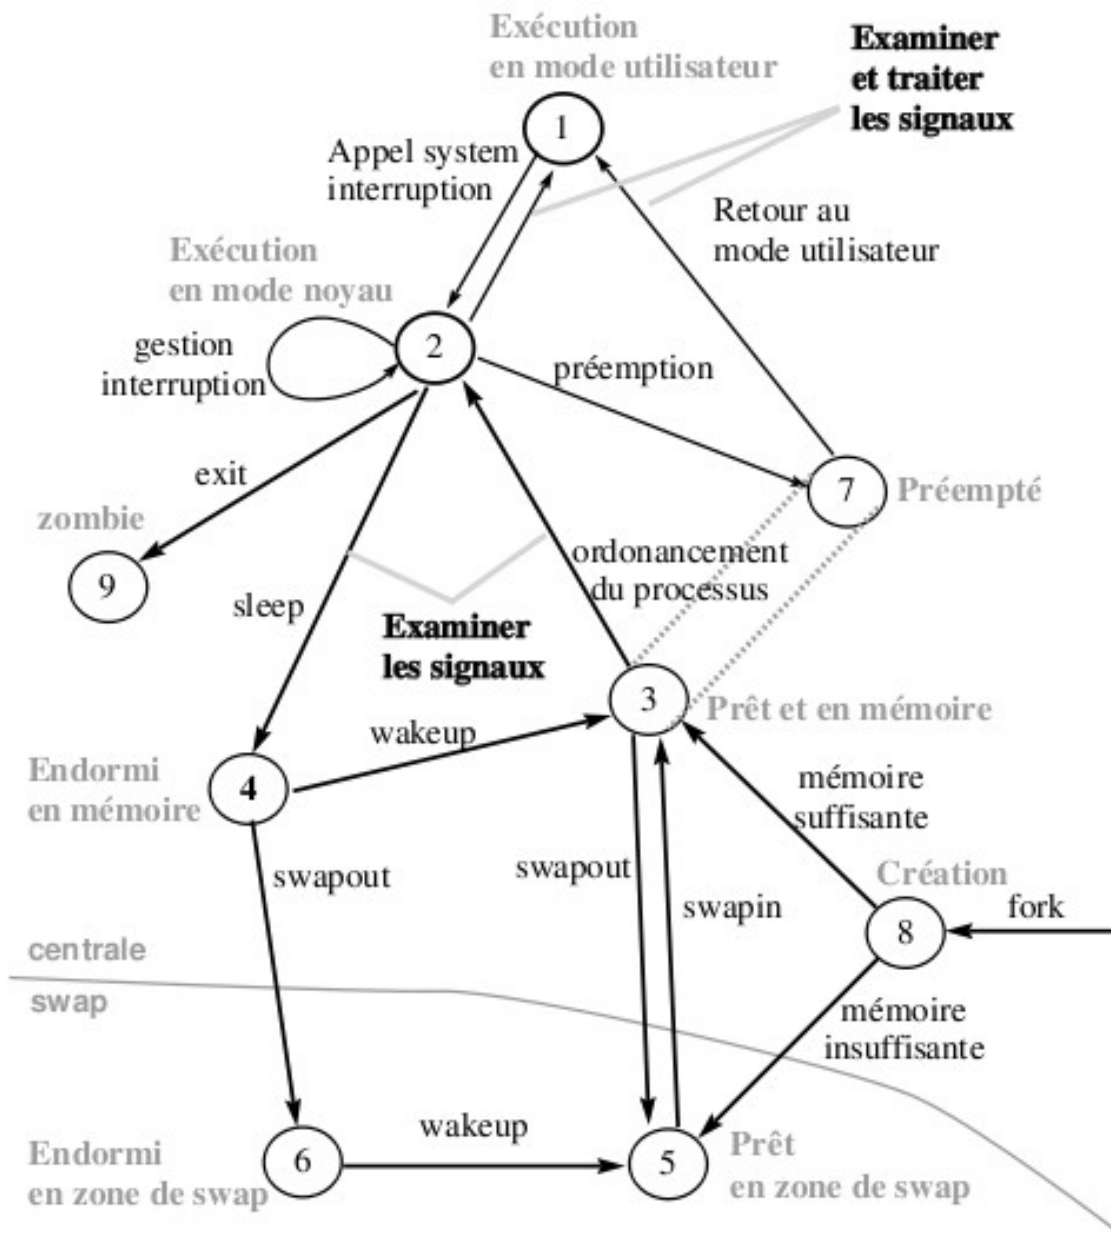 Exécution
en mode utilisateur
Examiner
et traiter
les signaux
1
Appel system
interruption
Retour au
mode utilisateur
Exécution
en mode noyau
gestion
interruption
2
préemption
exit
7
Préempté
zombie
9
ordonancement
du processus
sleep
Examiner
les signaux
3
Prêt et en mémoire
wakeup
Endormi
en mémoire
4
mémoire
suffisante
swapout
swapout
swapin
Création
fork
8
centrale
swap
mémoire
insuffisante
wakeup
Endormi
en zone de swap
6
5
Prêt
en zone de swap